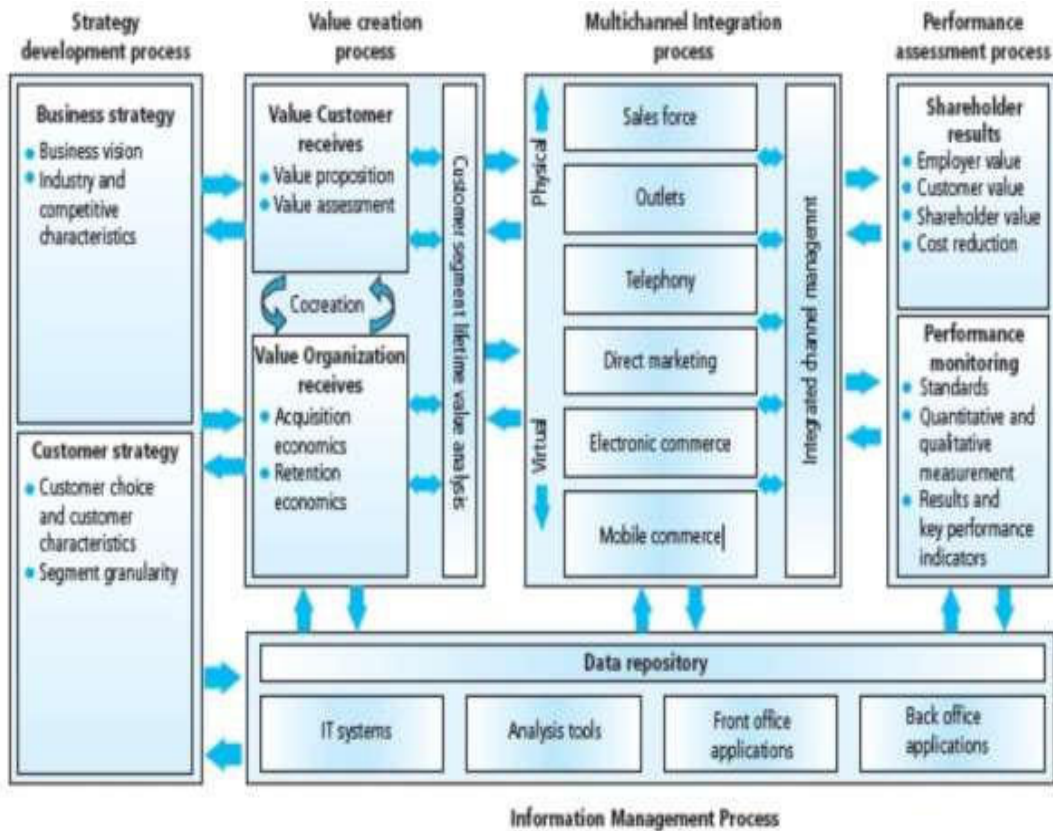 Strategy
development process
Business strategy
Business vision
Industry and
competitive
characteristics
Customer strategy
Customer choice
and customer
characteristics
Segment granularity
Value creation
process
Value Customer
receives
Value proposition
Value assessment
Cocreation
Value Organization
receives
Acquisition
economics
Retention
economics
Customer segment lifetime value analysis
Multichannel Integration
process
Physical
Virtual
Sales force
Outlets
Telephony
Direct marketing
Electronic commerce
Mobile commerce
Integrated channel management
Performance
assessment process
Shareholder
results
Employer value
Customer value
Shareholder value
Cost reduction
Performance
monitoring
Standards
Quantitative and
qualitative
measurement
Results and
key performance
indicators
Data repository
IT systems
Analysis tools
Front office
applications
Back office
applications
Information Management Process